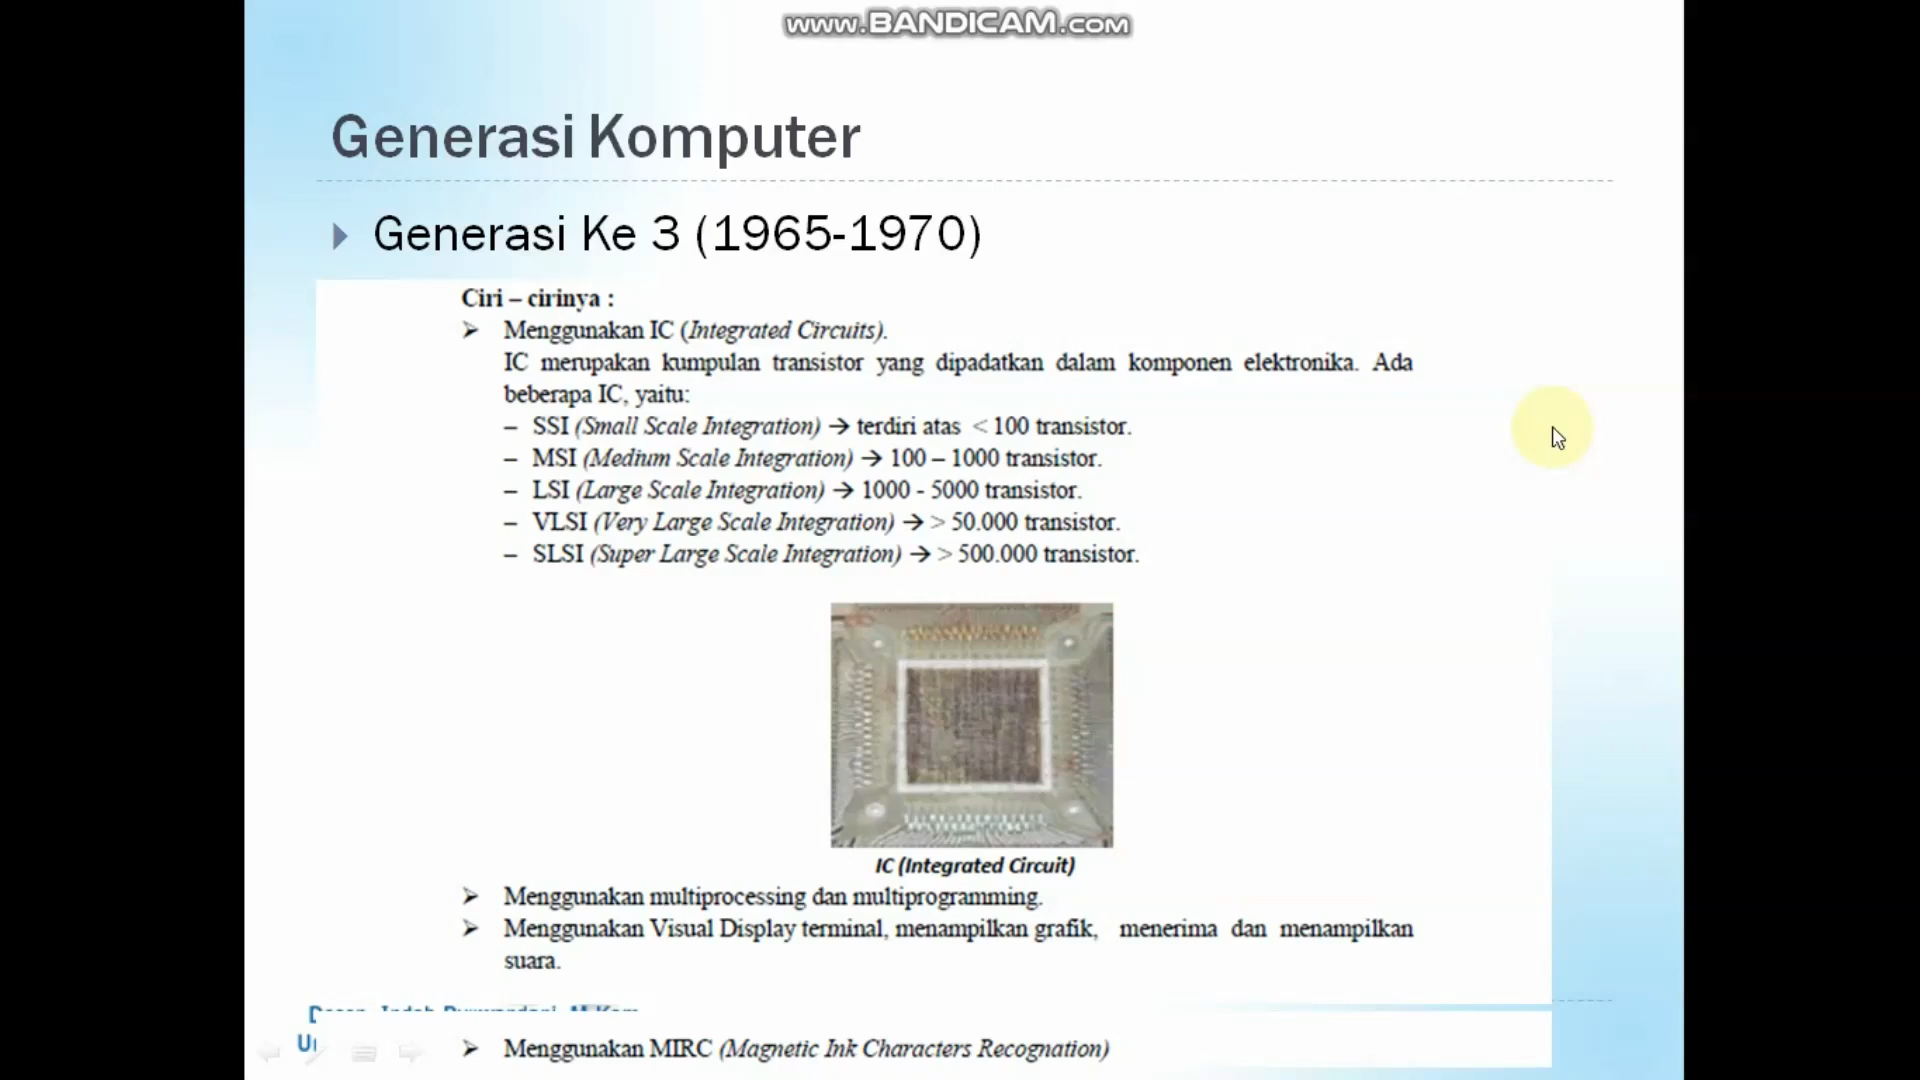 www.BANDICAM.com
Generasi Komputer
Generasi Ke 3 (1965-1970)
Ciri – cirinya :
➢ Menggunakan IC (Integrated Circuits).
IC merupakan kumpulan transistor yang dipadatkan dalam komponen elektronika. Ada
beberapa IC, yaitu:
– SSI (Small Scale Integration) → terdiri atas < 100 transistor.
– MSI (Medium Scale Integration) → 100 – 1000 transistor.
– LSI (Large Scale Integration) → 1000 - 5000 transistor.
– VLSI (Very Large Scale Integration) → > 50.000 transistor.
– SLSI (Super Large Scale Integration) → > 500.000 transistor.
IC (Integrated Circuit)
➢ Menggunakan multiprocessing dan multiprogramming.
➢ Menggunakan Visual Display terminal, menampilkan grafik, menerima dan menampilkan
suara.
➢ Menggunakan MIRC (Magnetic Ink Characters Recognation)